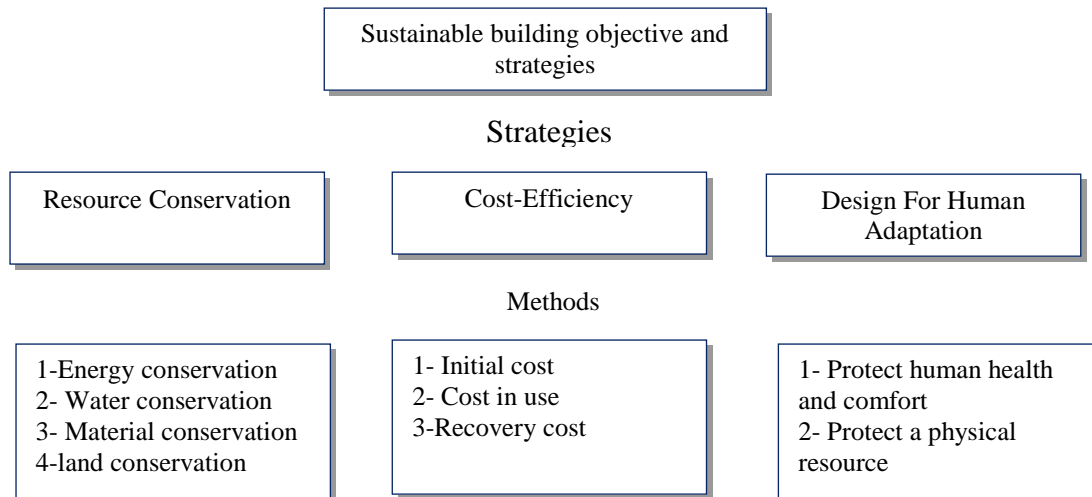 Sustainable building objective and
strategies
Strategies
Resource Conservation
Cost-Efficiency
Design For Human
Adaptation
Methods
1-Energy conservation
2- Water conservation
3- Material conservation
4-land conservation
1- Initial cost
2- Cost in use
3-Recovery cost
1- Protect human health
and comfort
2- Protect a physical
resource